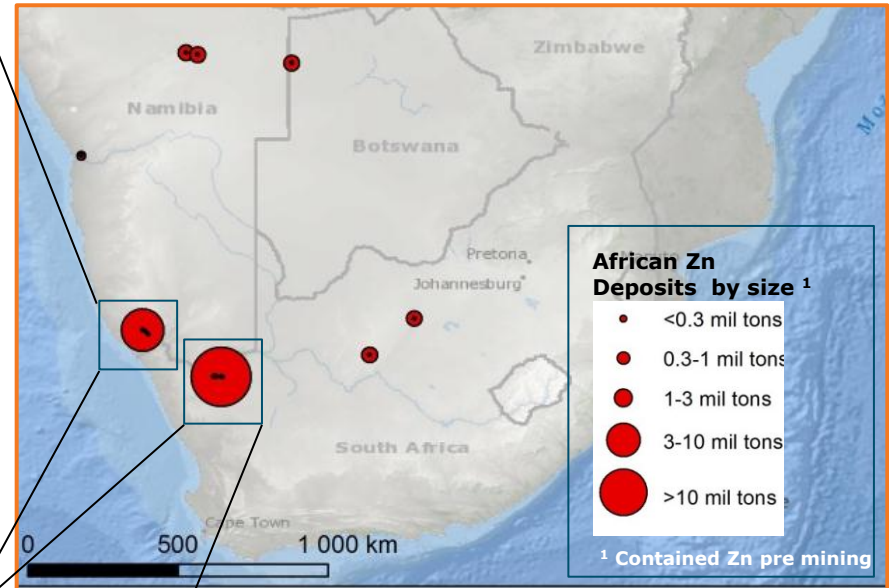 Zimbabwe
Namibia
Botswana
Moz
Pretoria
Johannesburg
South Africa
Cape Town
0 500 1 000 km
African Zn
Deposits by size ¹
<0.3 mil tons
0.3-1 mil tons
1-3 mil tons
3-10 mil tons
>10 mil tons
¹ Contained Zn pre mining